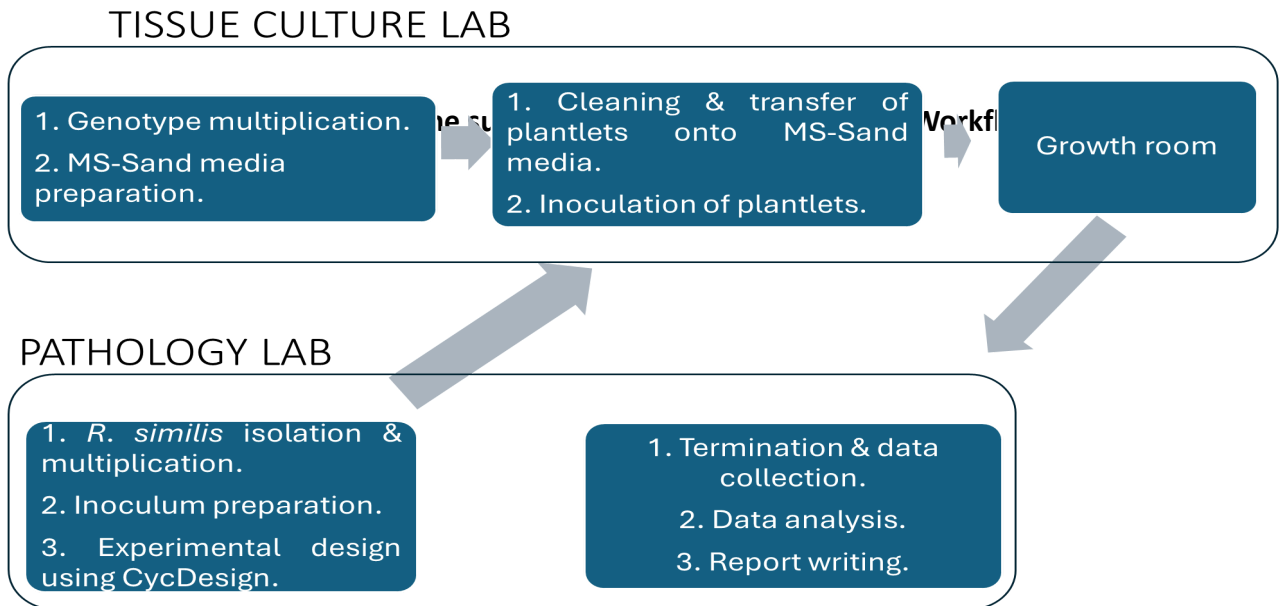 TISSUE CULTURE LAB
1. Genotype multiplication.
2. MS-Sand media
preparation.
1. Cleaning & transfer of
plantlets onto MS-Sand
media.
2. Inoculation of plantlets.
Growth room
PATHOLOGY LAB
1. R. similis isolation &
multiplication.
2. Inoculum preparation.
3. Experimental design
using CycDesign.
1. Termination & data
collection.
2. Data analysis.
3. Report writing.